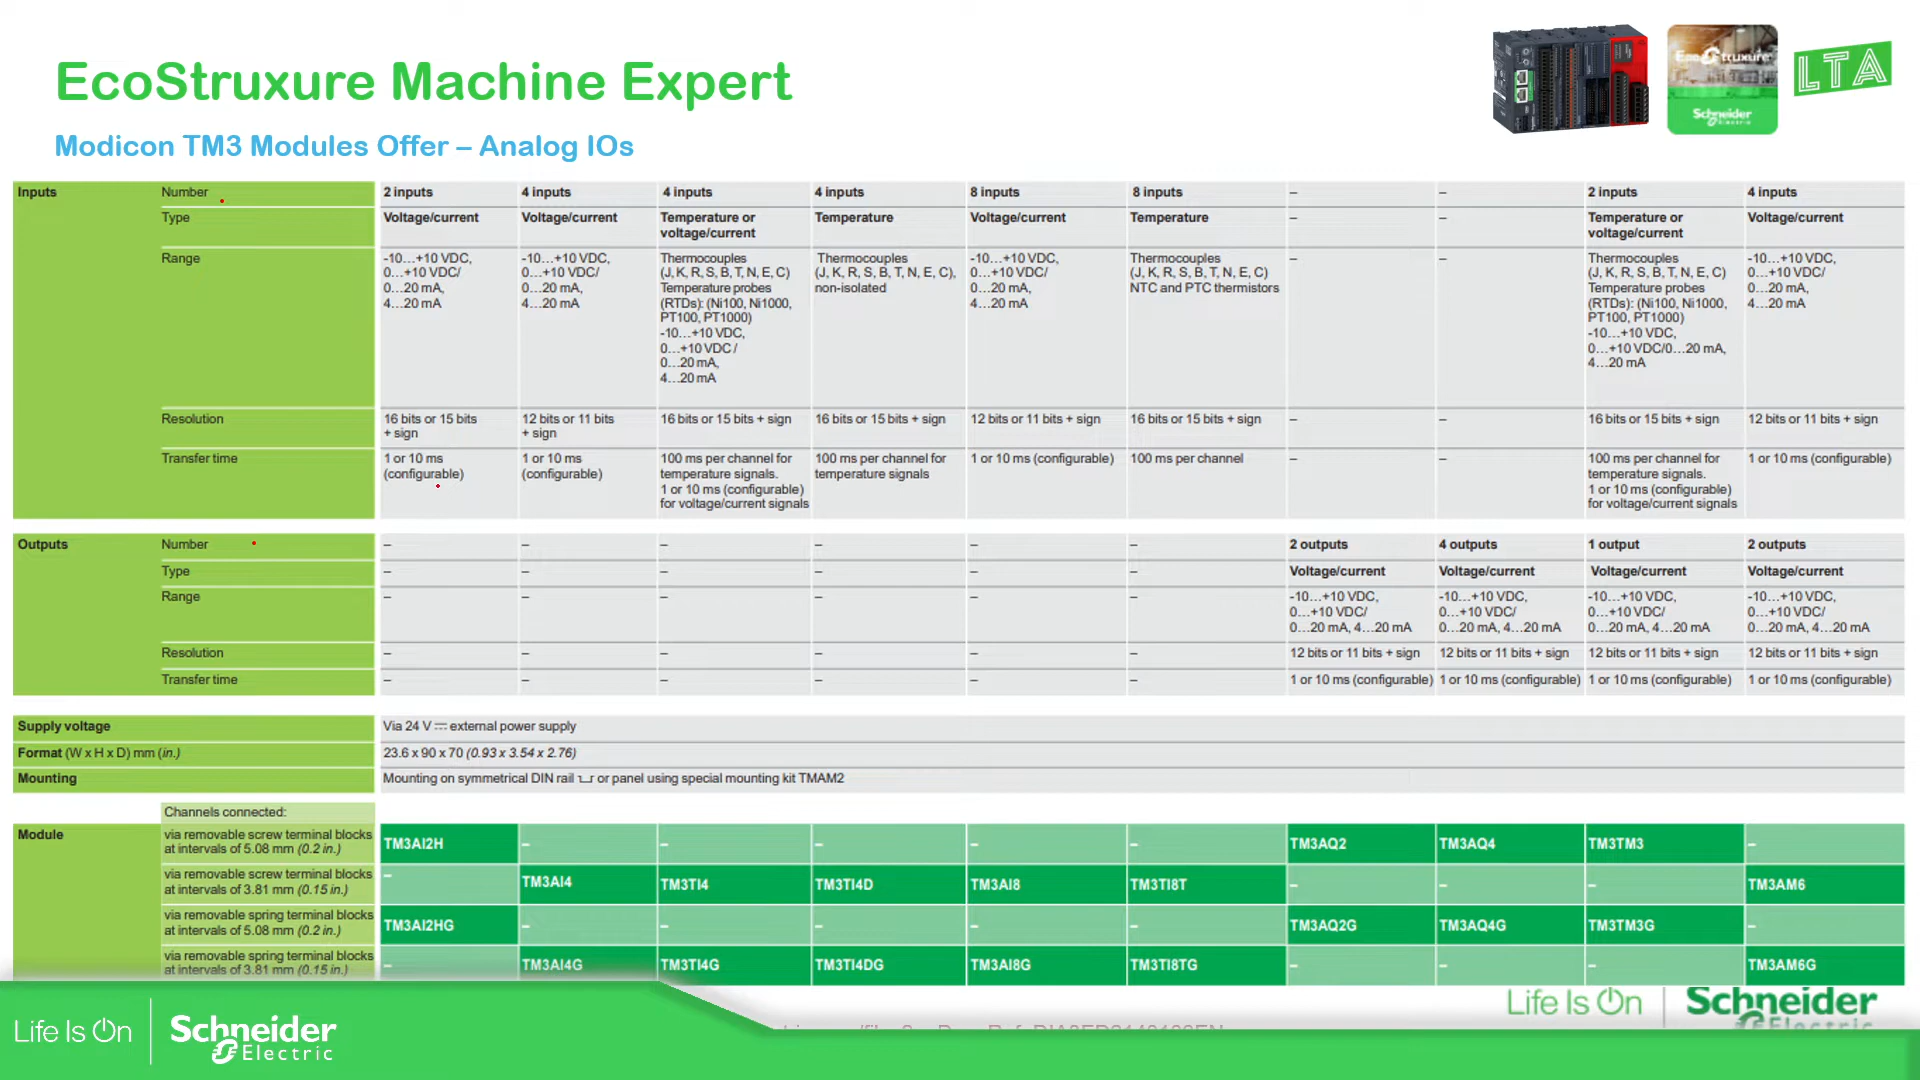 EcoStruxure Machine Expert
Modicon TM3 Modules Offer – Analog IOs
EcoStruxure
Schneider
Electric
LTA
Inputs Number 2 inputs 4 inputs 4 inputs 4 inputs 8 inputs 8 inputs – – 2 inputs 4 inputs
Type Voltage/current Voltage/current Temperature or Temperature Voltage/current Temperature – – Temperature or Voltage/current
voltage/current voltage/current
Range -10…+10 VDC, -10…+10 VDC, Thermocouples Thermocouples -10…+10 VDC, Thermocouples – – Thermocouples -10…+10 VDC,
0…+10 VDC/ 0…+10 VDC/ (J, K, R, S, B, T, N, E, C) (J, K, R, S, B, T, N, E, C), 0…+10 VDC/ (J, K, R, S, B, T, N, E, C) (J, K, R, S, B, T, N, E, C) 0…+10 VDC/
0…20 mA, 0…20 mA, Temperature probes non-isolated 0…20 mA, NTC and PTC thermistors Temperature probes 0…20 mA,
4…20 mA 4…20 mA (RTDs): (Ni100, Ni1000, 4…20 mA (RTDs): (Ni100, Ni1000, 4…20 mA
PT100, PT1000) PT100, PT1000)
-10…+10 VDC, -10…+10 VDC,
0…+10 VDC / 0…+10 VDC/0…20 mA,
0…20 mA, 4…20 mA
4…20 mA
Resolution 16 bits or 15 bits 12 bits or 11 bits 16 bits or 15 bits + sign 16 bits or 15 bits + sign 12 bits or 11 bits + sign 16 bits or 15 bits + sign – – 16 bits or 15 bits + sign 12 bits or 11 bits + sign
+ sign + sign
Transfer time 1 or 10 ms 1 or 10 ms 100 ms per channel for 100 ms per channel for 1 or 10 ms (configurable) 100 ms per channel – – 100 ms per channel for 1 or 10 ms (configurable)
(configurable) (configurable) temperature signals. temperature signals temperature signals.
1 or 10 ms (configurable) 1 or 10 ms (configurable)
for voltage/current signals for voltage/current signals
Outputs Number – – – – – – 2 outputs 4 outputs 1 output 2 outputs
Type – – – – – – Voltage/current Voltage/current Voltage/current Voltage/current
Range – – – – – – -10…+10 VDC, -10…+10 VDC, -10…+10 VDC, -10…+10 VDC,
0…+10 VDC/ 0…+10 VDC/ 0…+10 VDC/ 0…+10 VDC/
0…20 mA, 4…20 mA 0…20 mA, 4…20 mA 0…20 mA, 4…20 mA 0…20 mA, 4…20 mA
Resolution – – – – – – 12 bits or 11 bits + sign 12 bits or 11 bits + sign 12 bits or 11 bits + sign 12 bits or 11 bits + sign
Transfer time – – – – – – 1 or 10 ms (configurable) 1 or 10 ms (configurable) 1 or 10 ms (configurable) 1 or 10 ms (configurable)
Supply voltage Via 24 V ⎓ external power supply
Format (W x H x D) mm (in.) 23.6 x 90 x 70 (0.93 x 3.54 x 2.76)
Mounting Mounting on symmetrical DIN rail or panel using special mounting kit TMAM2
Channels connected:
Module via removable screw terminal blocks
at intervals of 5.08 mm (0.2 in.) TM3AI2H – – – – – TM3AQ2 TM3AQ4 TM3TM3 –
via removable screw terminal blocks
at intervals of 3.81 mm (0.15 in.) – TM3AI4 TM3TI4 TM3TI4D TM3AI8 TM3TI8T – – – TM3AM6
via removable spring terminal blocks
at intervals of 5.08 mm (0.2 in.) TM3AI2HG – – – – – TM3AQ2G TM3AQ4G TM3TM3G –
via removable spring terminal blocks
at intervals of 3.81 mm (0.15 in.) – TM3AI4G TM3TI4G TM3TI4DG TM3AI8G TM3TI8TG – – – TM3AM6G
Life Is On Schneider
Electric
Life Is On Schneider
Electric